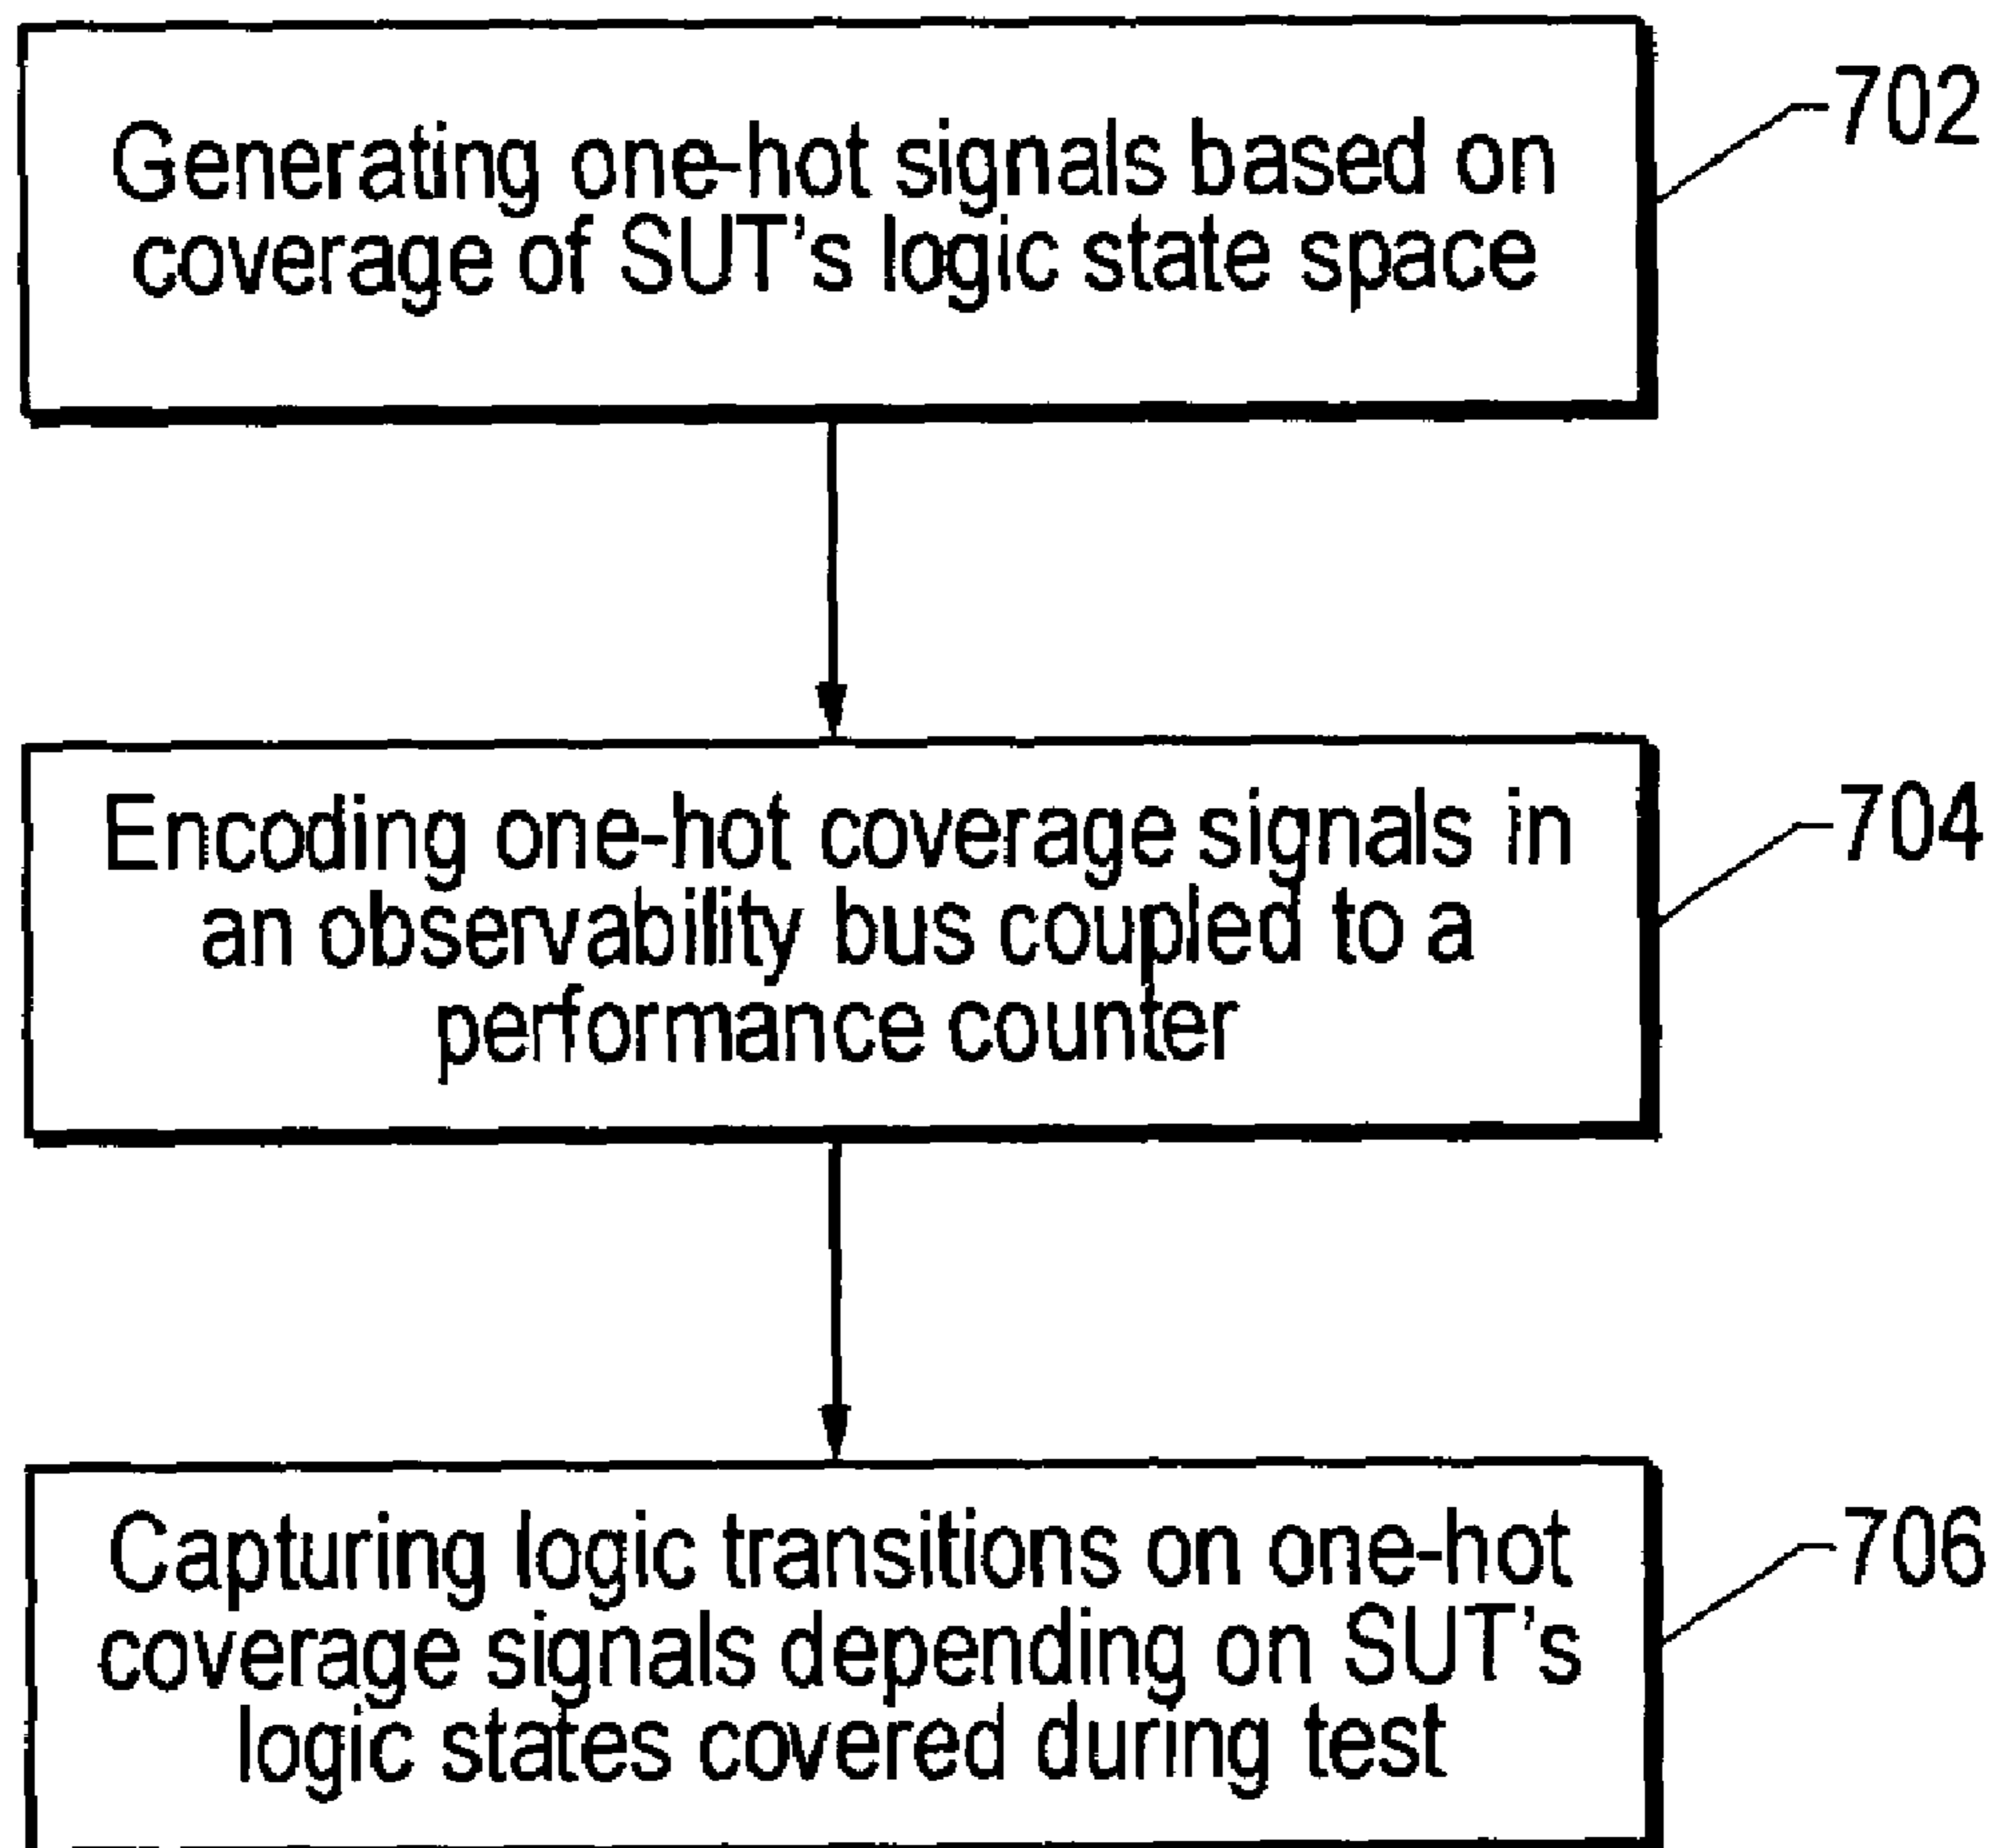 Generating one-hot signals based on
coverage of SUT's logic state space
702
Encoding one-hot coverage signals in
an observability bus coupled to a
performance counter
704
Capturing logic transitions on one-hot
coverage signals depending on SUT's
logic states covered during test
706